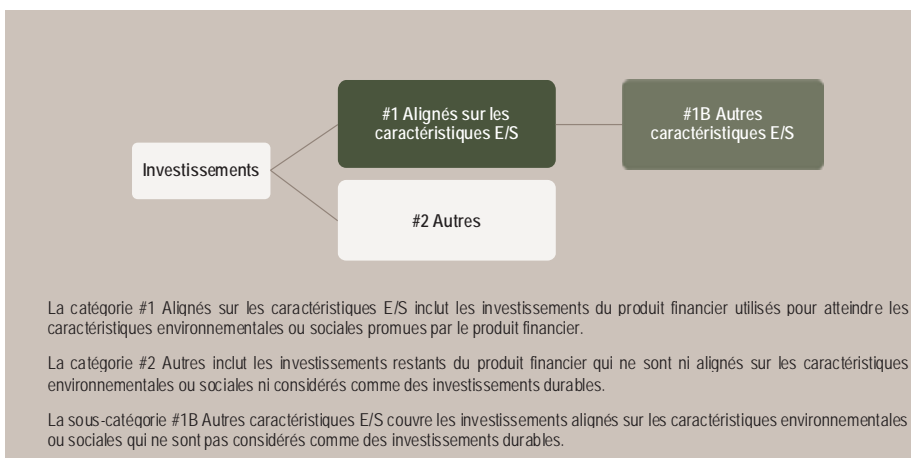 #1 Alignés sur les
caractéristiques E/S
#1B Autres
caractéristiques E/S
Investissements
#2 Autres
La catégorie #1 Alignés sur les caractéristiques E/S inclut les investissements du produit financier utilisés pour atteindre les
caractéristiques environnementales ou sociales promues par le produit financier.
La catégorie #2 Autres inclut les investissements restants du produit financier qui ne sont ni alignés sur les caractéristiques
environnementales ou sociales ni considérés comme des investissements durables.
La sous-catégorie #1B Autres caractéristiques E/S couvre les investissements alignés sur les caractéristiques environnementales
ou sociales qui ne sont pas considérés comme des investissements durables.